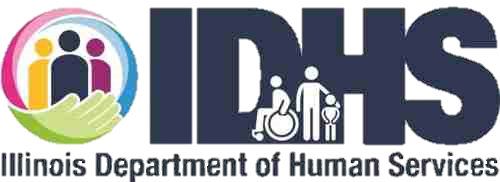 IDHS
Illinois Department of Human Services